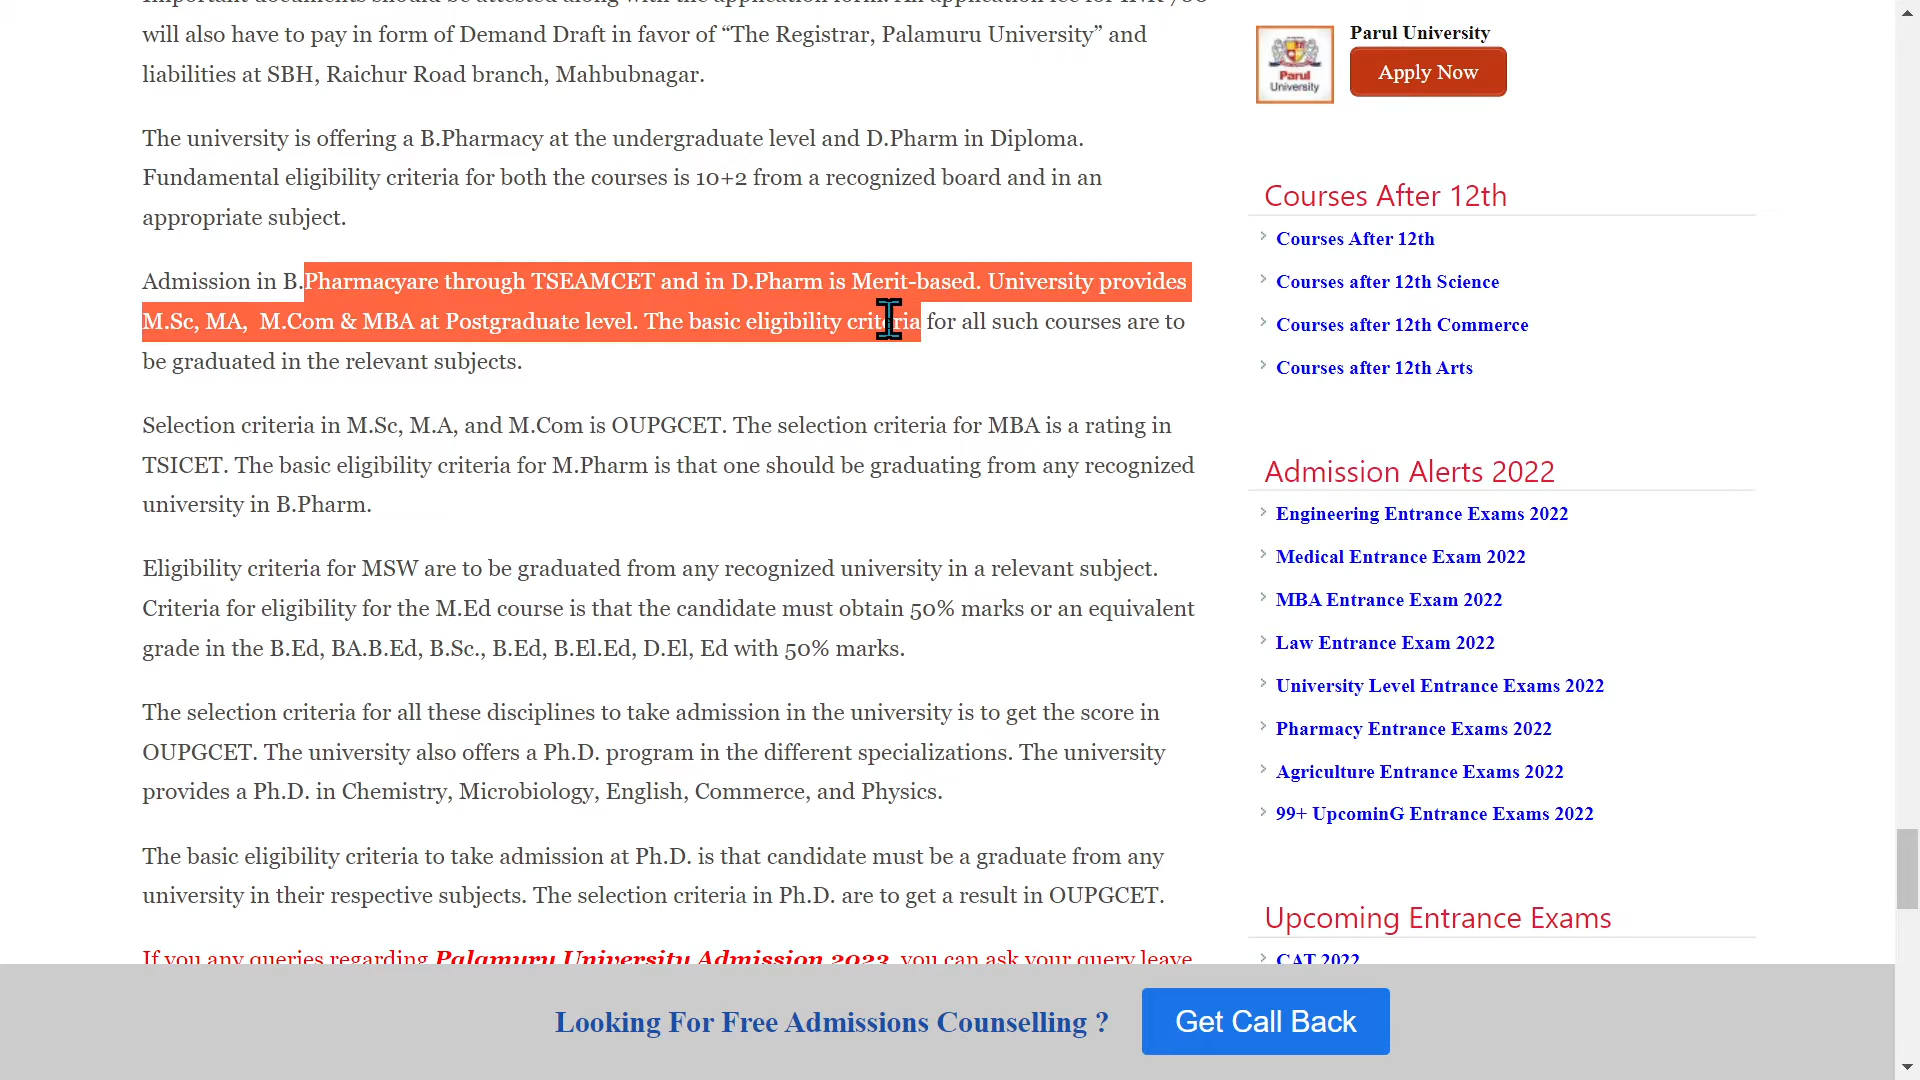 will also have to pay in form of Demand Draft in favor of “The Registrar, Palamuru University” and
liabilities at SBH, Raichur Road branch, Mahbubnagar.
The university is offering a B.Pharmacy at the undergraduate level and D.Pharm in Diploma.
Fundamental eligibility criteria for both the courses is 10+2 from a recognized board and in an
appropriate subject.
Admission in B.Pharmacyare through TSEAMCET and in D.Pharm is Merit-based. University provides
M.Sc, MA,  M.Com & MBA at Postgraduate level. The basic eligibility criteria for all such courses are to
be graduated in the relevant subjects.
Selection criteria in M.Sc, M.A, and M.Com is OUPGCET. The selection criteria for MBA is a rating in
TSICET. The basic eligibility criteria for M.Pharm is that one should be graduating from any recognized
university in B.Pharm.
Eligibility criteria for MSW are to be graduated from any recognized university in a relevant subject.
Criteria for eligibility for the M.Ed course is that the candidate must obtain 50% marks or an equivalent
grade in the B.Ed, BA.B.Ed, B.Sc., B.Ed, B.El.Ed, D.El, Ed with 50% marks.
The selection criteria for all these disciplines to take admission in the university is to get the score in
OUPGCET. The university also offers a Ph.D. program in the different specializations. The university
provides a Ph.D. in Chemistry, Microbiology, English, Commerce, and Physics.
The basic eligibility criteria to take admission at Ph.D. is that candidate must be a graduate from any
university in their respective subjects. The selection criteria in Ph.D. are to get a result in OUPGCET.
If you any queries regarding Palamuru University Admission 2023, you can ask your query leave
Parul
University
Parul University
Apply Now
Courses After 12th
Courses After 12th
Courses after 12th Science
Courses after 12th Commerce
Courses after 12th Arts
Admission Alerts 2022
Engineering Entrance Exams 2022
Medical Entrance Exam 2022
MBA Entrance Exam 2022
Law Entrance Exam 2022
University Level Entrance Exams 2022
Pharmacy Entrance Exams 2022
Agriculture Entrance Exams 2022
99+ UpcominG Entrance Exams 2022
Upcoming Entrance Exams
CAT 2022
Looking For Free Admissions Counselling ?
Get Call Back